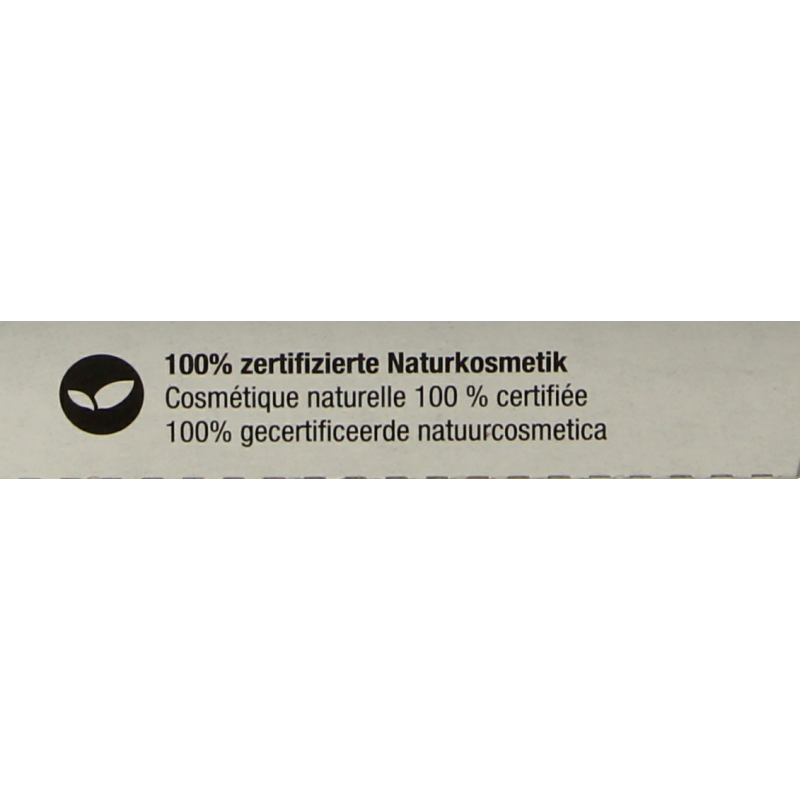 100% zertifizierte Naturkosmetik
Cosmétique naturelle 100 % certifiée
100% gecertificeerde natuurcosmetica